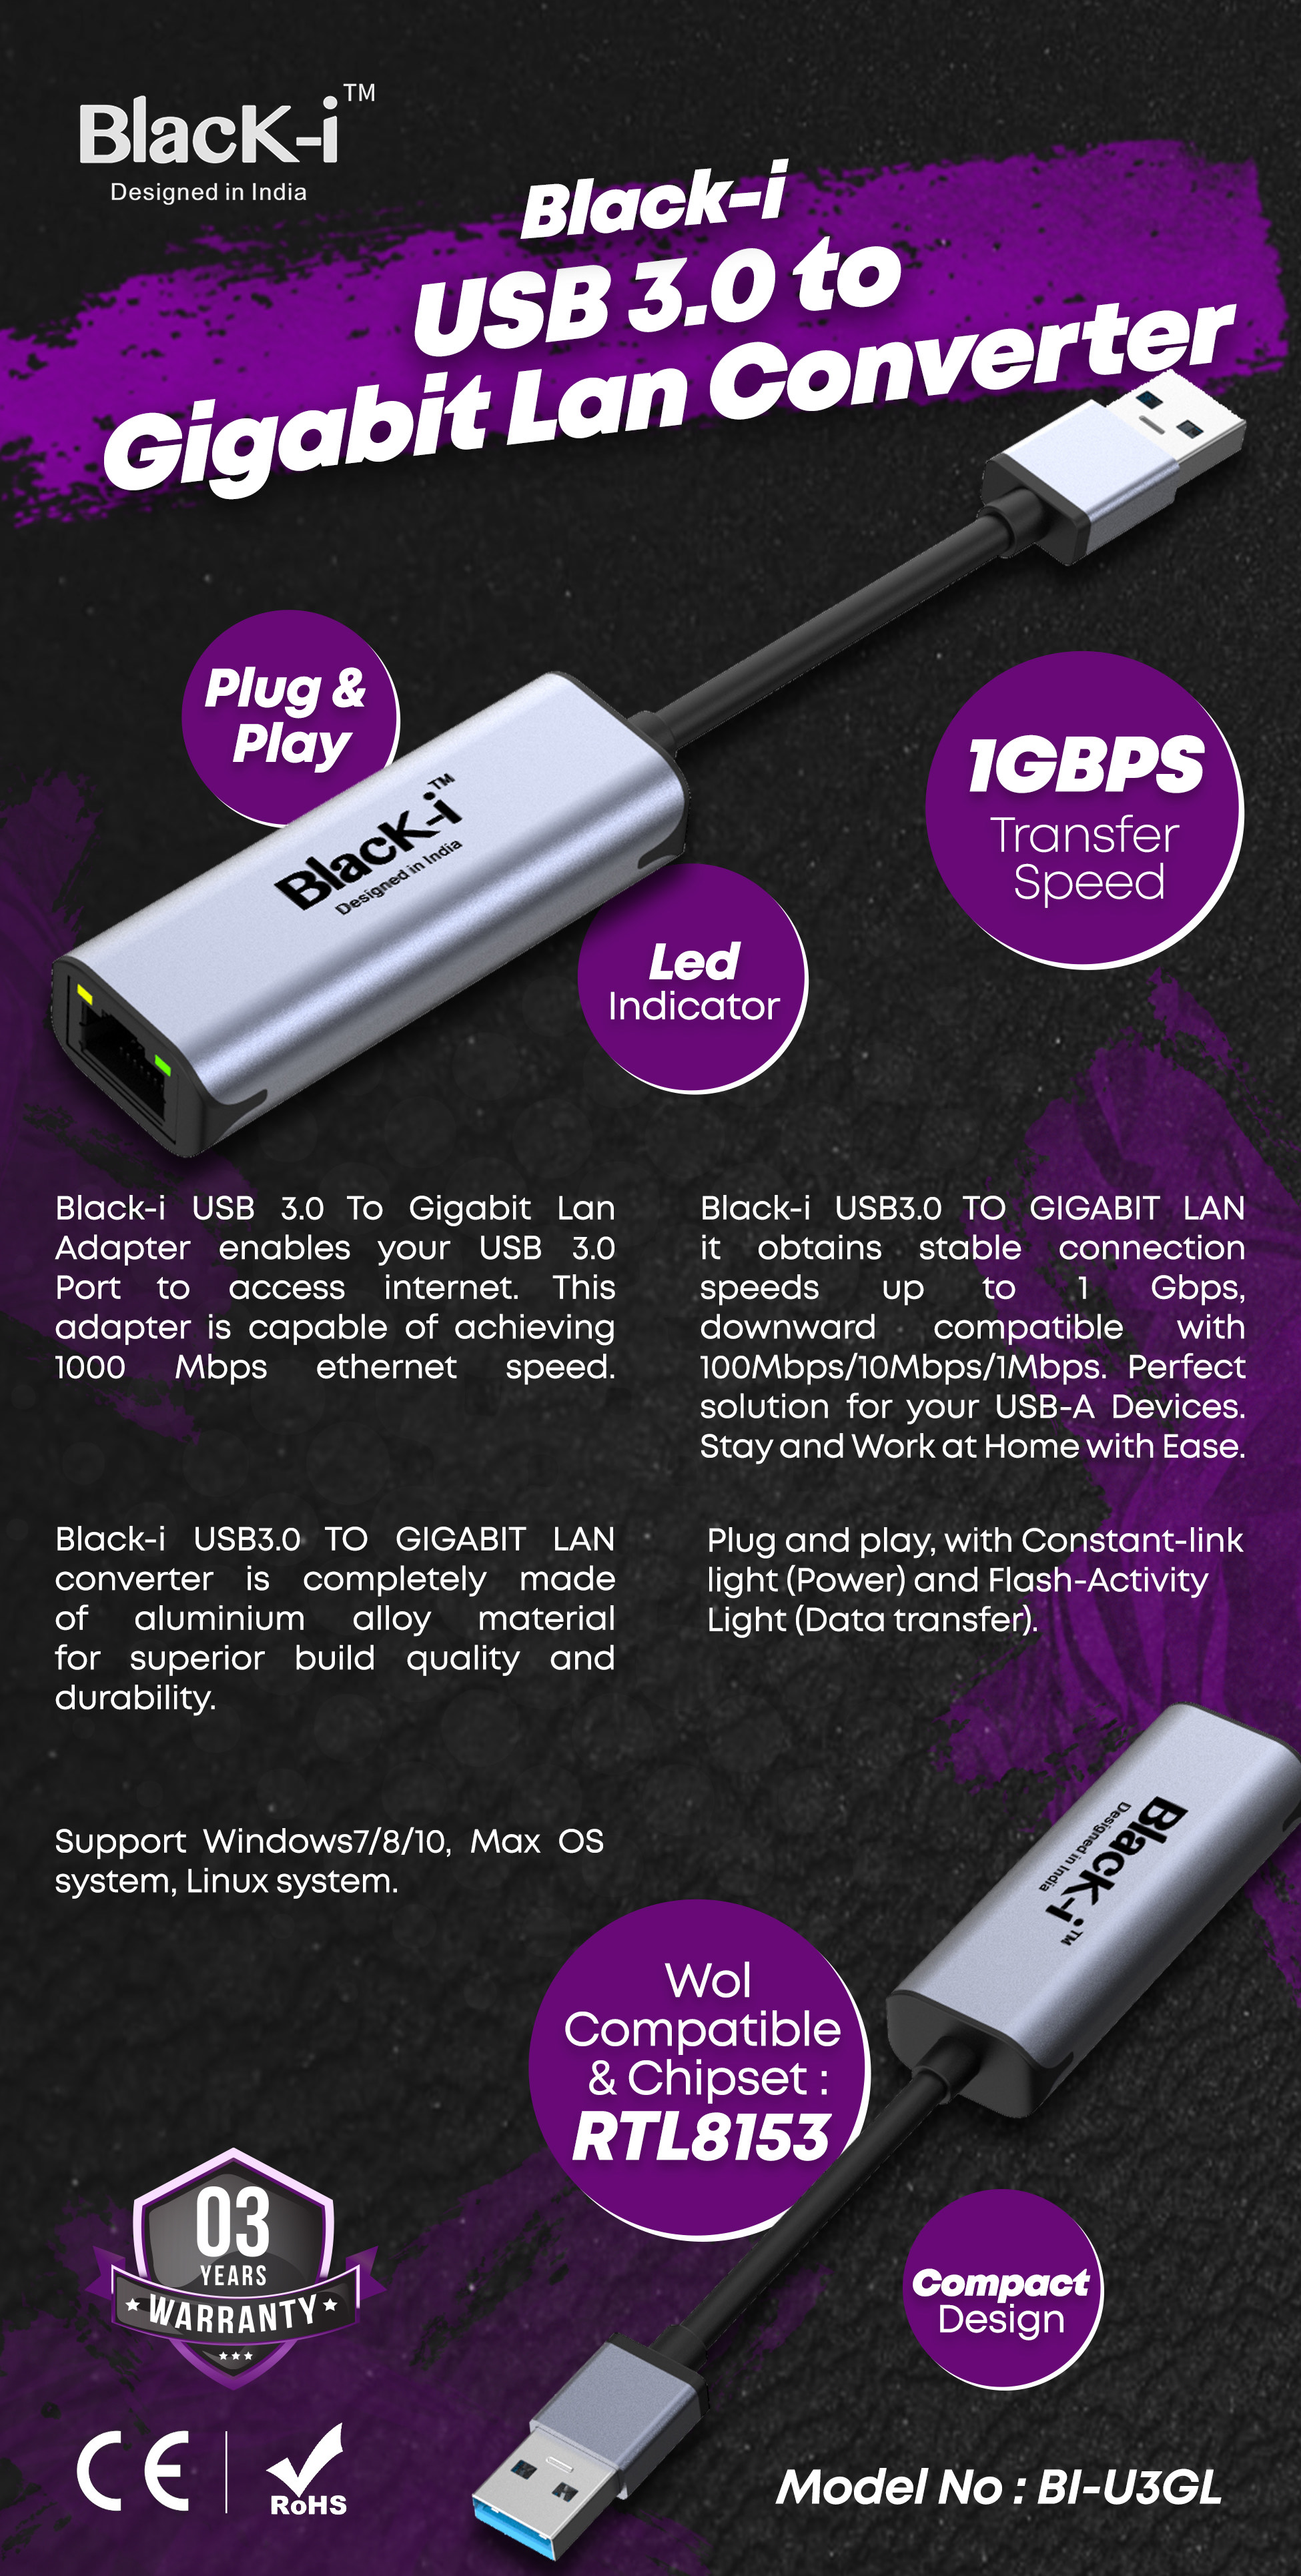 BlacK-i™
Designed in India
Black-i
USB 3.0 to
Gigabit Lan Converter
Plug &
Play
1GBPS
Transfer
Speed
BlacK-i™
Designed in India
Led
Indicator
Black-i USB 3.0 To Gigabit Lan
Adapter enables your USB 3.0
Port to access internet. This
adapter is capable of achieving
1000 Mbps ethernet speed.
Black-i USB3.0 TO GIGABIT LAN
it obtains stable connection
speeds up to 1 Gbps,
downward compatible with
100Mbps/10Mbps/1Mbps. Perfect
solution for your USB-A Devices.
Stay and Work at Home with Ease.
Black-i USB3.0 TO GIGABIT LAN
converter is completely made
of aluminium alloy material
for superior build quality and
durability.
Plug and play, with Constant-link
light (Power) and Flash-Activity
Light (Data transfer).
Support Windows7/8/10, Max OS
system, Linux system.
BlacK-i™
Designed in India
Wol
Compatible
& Chipset :
RTL8153
03
YEARS
WARRANTY
Compact
Design
CE
RoHS
Model No : BI-U3GL